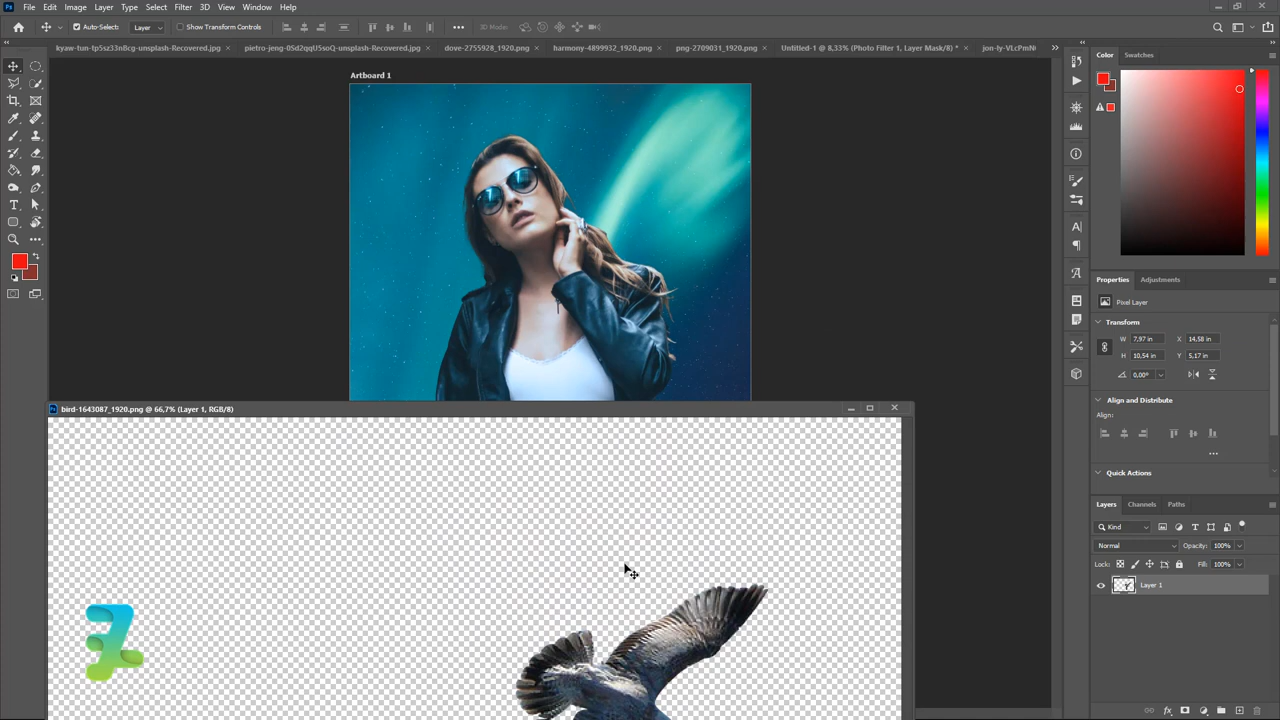 Ps File Edit Image Layer Type Select Filter 3D View Window Help
Auto-Select: Layer Show Transform Controls 3D Mode:
kyaw-tun-tp5sz33n8cg-unsplash-Recovered.jpg pietro-jeng-05d2qqU5soQ-unsplash-Recovered.jpg dove-2755928_1920.png harmony-4899932_1920.png png-2709031_1920.png Untitled-1 @ 8,33% (Photo Filter 1, Layer Mask/8) *
Color Swatches
Artboard 1
Properties Adjustments
Pixel Layer
Transform
W 7,97 in X 14,58 in
H 10,54 in Y 5,17 in
0,00°
Align and Distribute
Align:
Quick Actions
bird-1643087_1920.png @ 66,7% (Layer 1, RGB/8)
Layers Channels Paths
Kind
Normal Opacity: 100%
Lock: Fill: 100%
Layer 1
fx